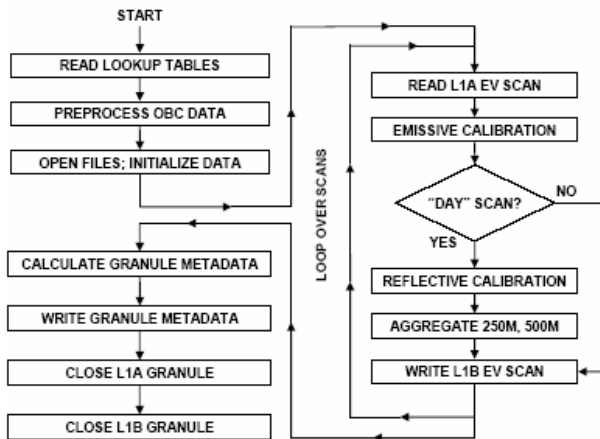 START
READ LOOKUP TABLES
PREPROCESS OBC DATA
OPEN FILES; INITIALIZE DATA
LOOP OVER SCANS
READ L1A EV SCAN
EMISSIVE CALIBRATION
"DAY" SCAN?
NO
YES
REFLECTIVE CALIBRATION
AGGREGATE 250M, 500M
WRITE L1B EV SCAN
CALCULATE GRANULE METADATA
WRITE GRANULE METADATA
CLOSE L1A GRANULE
CLOSE L1B GRANULE